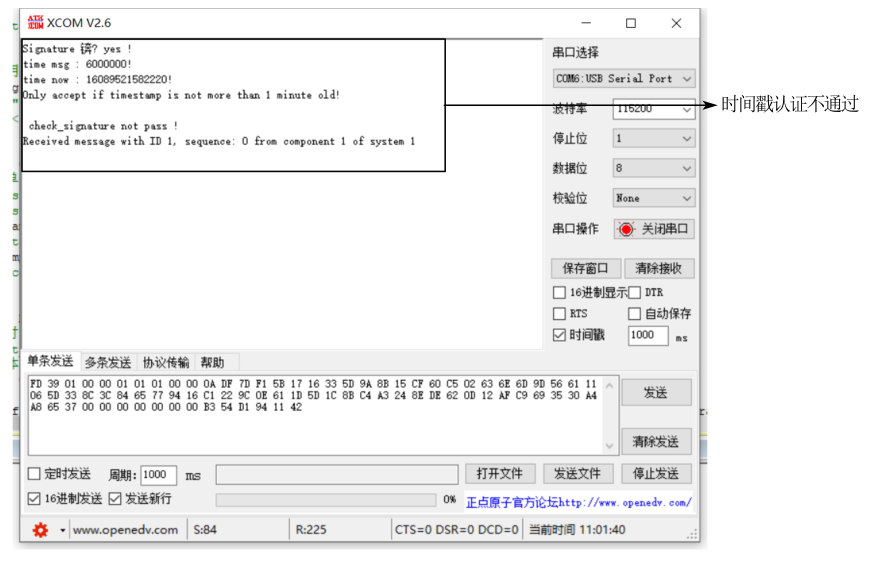 XCOM V2.6
Signature 锛? yes !
time msg : 6000000!
time now : 16089521582220!
Only accept if timestamp is not more than 1 minute old!
check_signature not pass !
Received message with ID 1, sequence: 0 from component 1 of system 1
时间戳认证不通过
串口选择
COM6:USB Serial Port
波特率 115200
停止位 1
数据位 8
校验位 None
串口操作 关闭串口
保存窗口 清除接收
16进制显示 DTR
RTS 自动保存
时间戳 1000 ms
单条发送 多条发送 协议传输 帮助
FD 39 01 00 00 01 01 01 00 00 0A DF 7D F1 5B 17 16 33 5D 9A 8B 15 CF 60 C5 02 63 6E 6D 9D 56 61 11
06 5D 33 8C 3C 84 65 77 94 16 C1 22 9C 0E 61 1D 5D 1C 8B C4 A3 24 8E DE 62 0D 12 AF C9 69 35 30 A4
A8 65 37 00 00 00 00 00 00 00 B3 54 D1 94 11 42
发送
清除发送
定时发送 周期: 1000 ms 打开文件 发送文件 停止发送
16进制发送 发送新行 0% 正点原子官方论坛http://www.openedv.com/
www.openedv.com S:84 R:225 CTS=0 DSR=0 DCD=0 当前时间 11:01:40